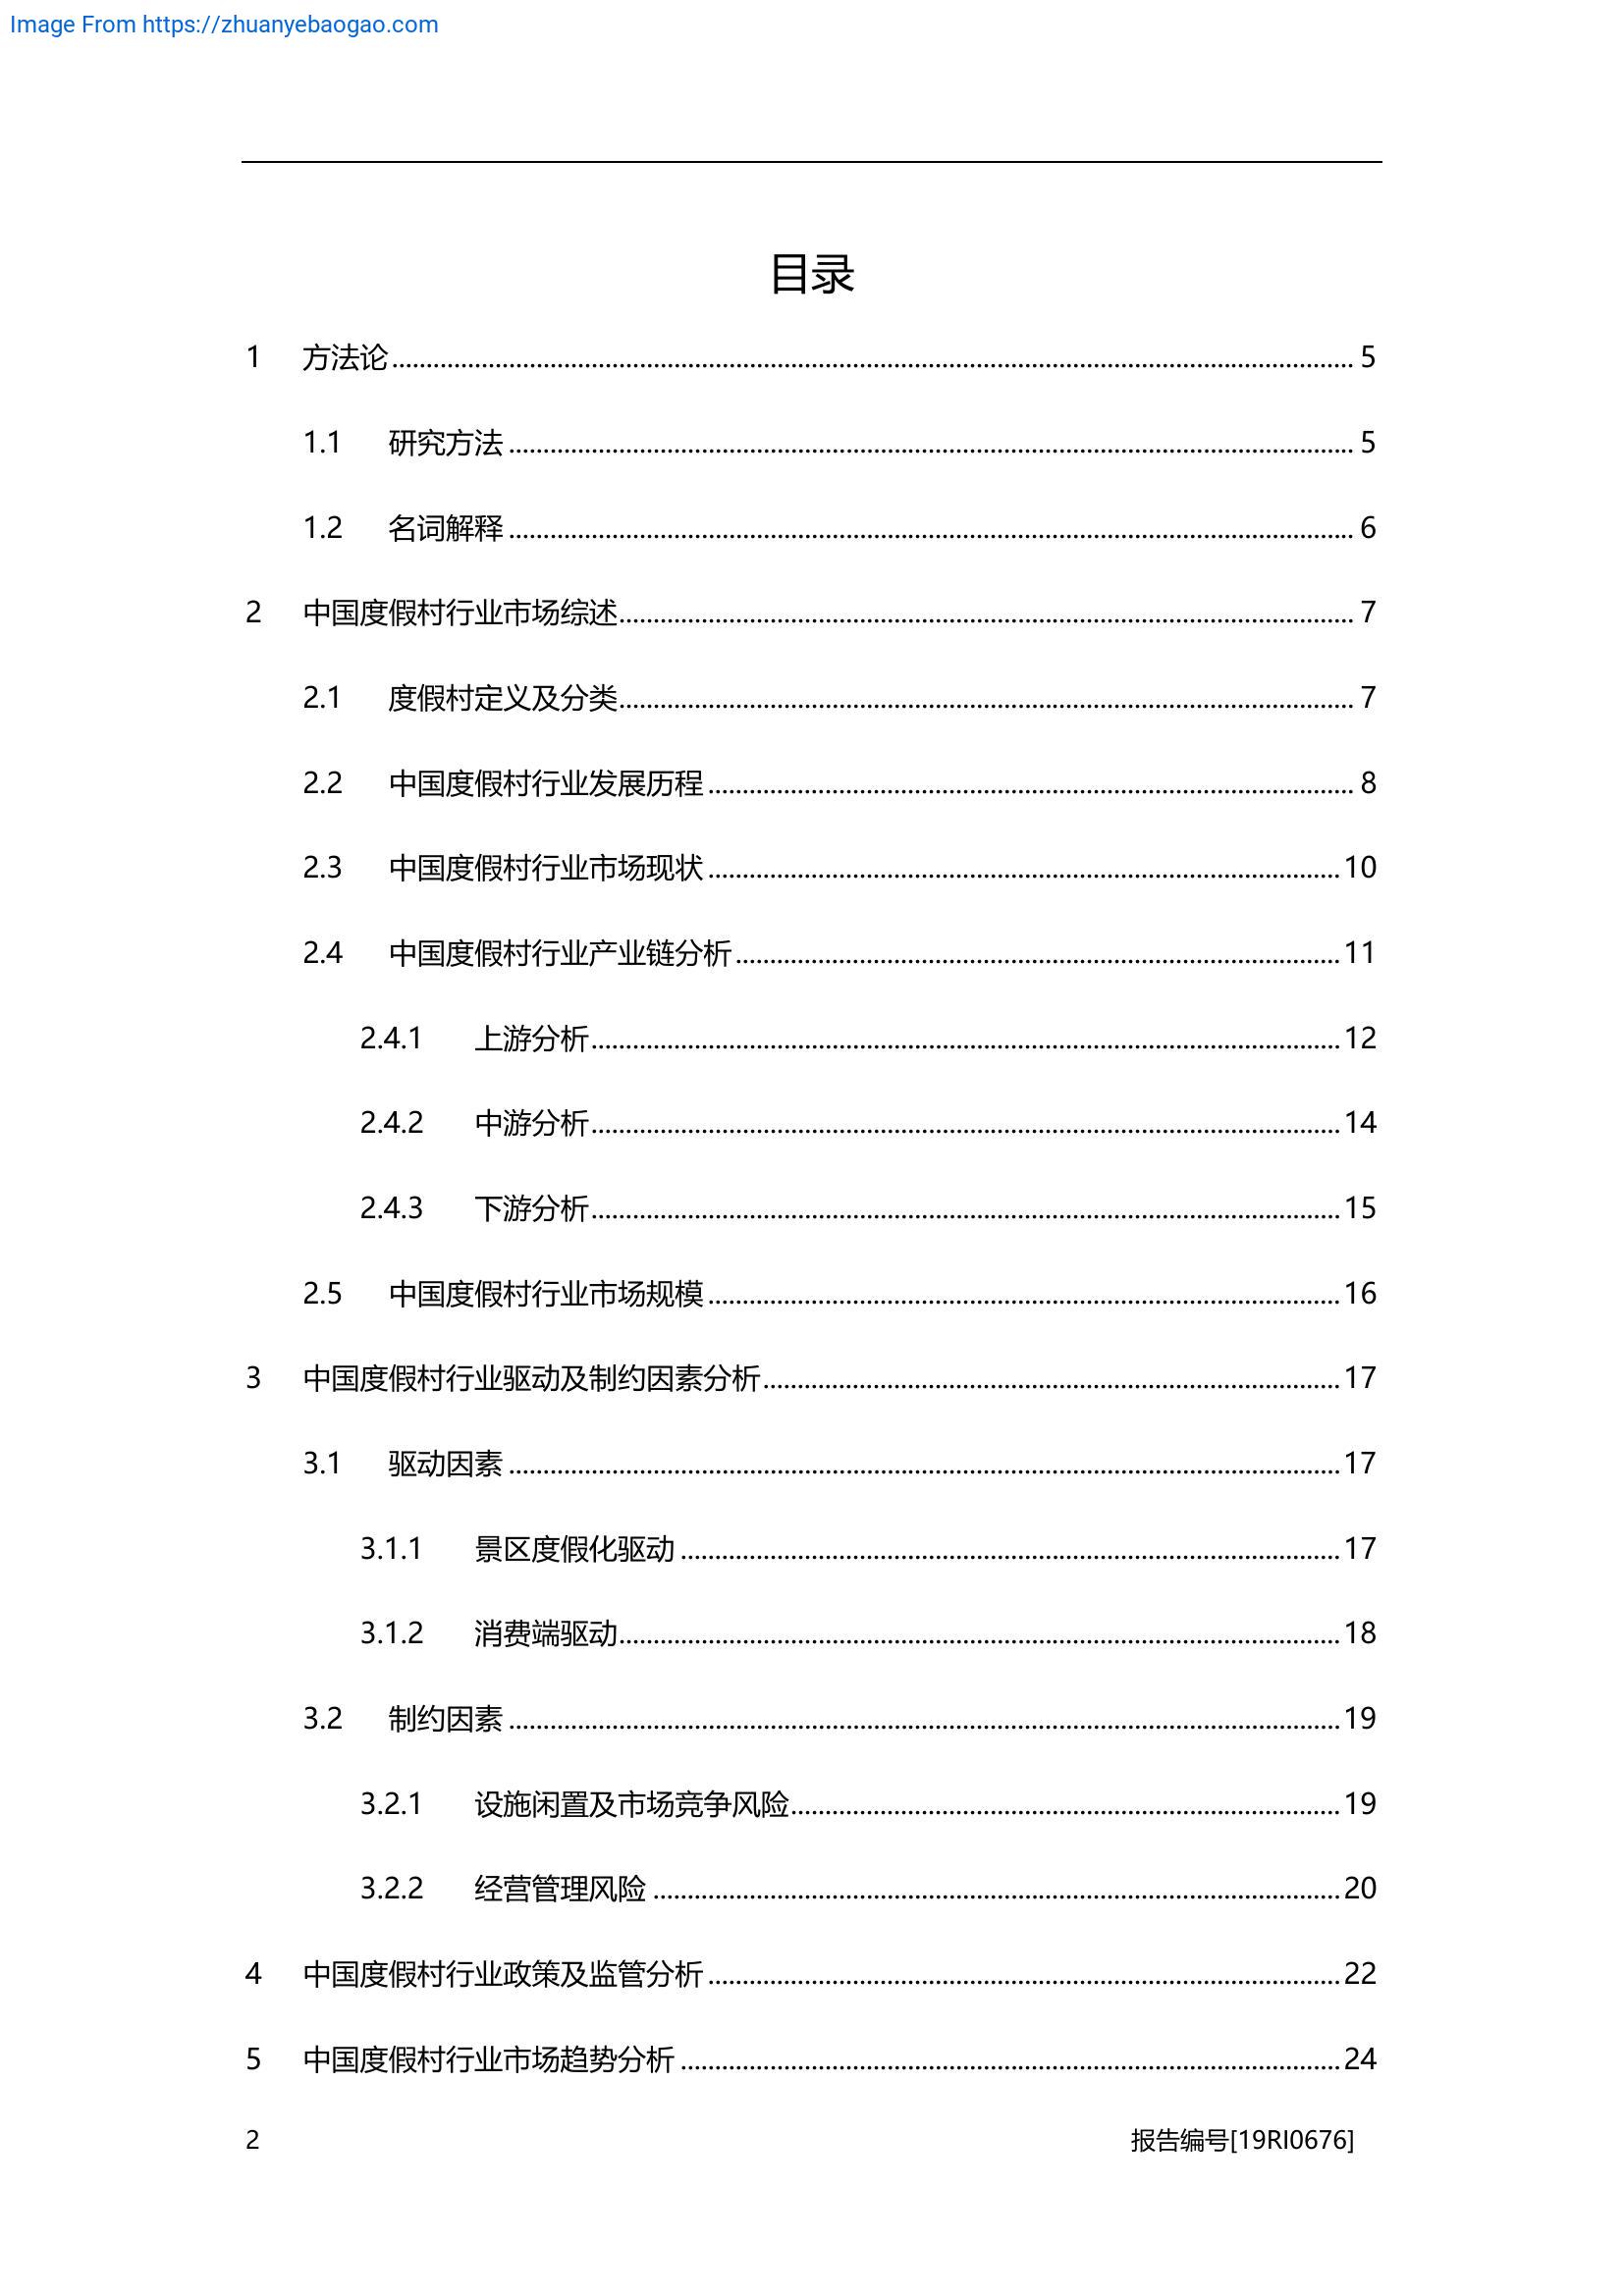 Image From https://zhuanyebaogao.com
目录
1 方法论 5
1.1 研究方法 5
1.2 名词解释 6
2 中国度假村行业市场综述 7
2.1 度假村定义及分类 7
2.2 中国度假村行业发展历程 8
2.3 中国度假村行业市场现状 10
2.4 中国度假村行业产业链分析 11
2.4.1 上游分析 12
2.4.2 中游分析 14
2.4.3 下游分析 15
2.5 中国度假村行业市场规模 16
3 中国度假村行业驱动及制约因素分析 17
3.1 驱动因素 17
3.1.1 景区度假化驱动 17
3.1.2 消费端驱动 18
3.2 制约因素 19
3.2.1 设施闲置及市场竞争风险 19
3.2.2 经营管理风险 20
4 中国度假村行业政策及监管分析 22
5 中国度假村行业市场趋势分析 24
2 报告编号[19RI0676]